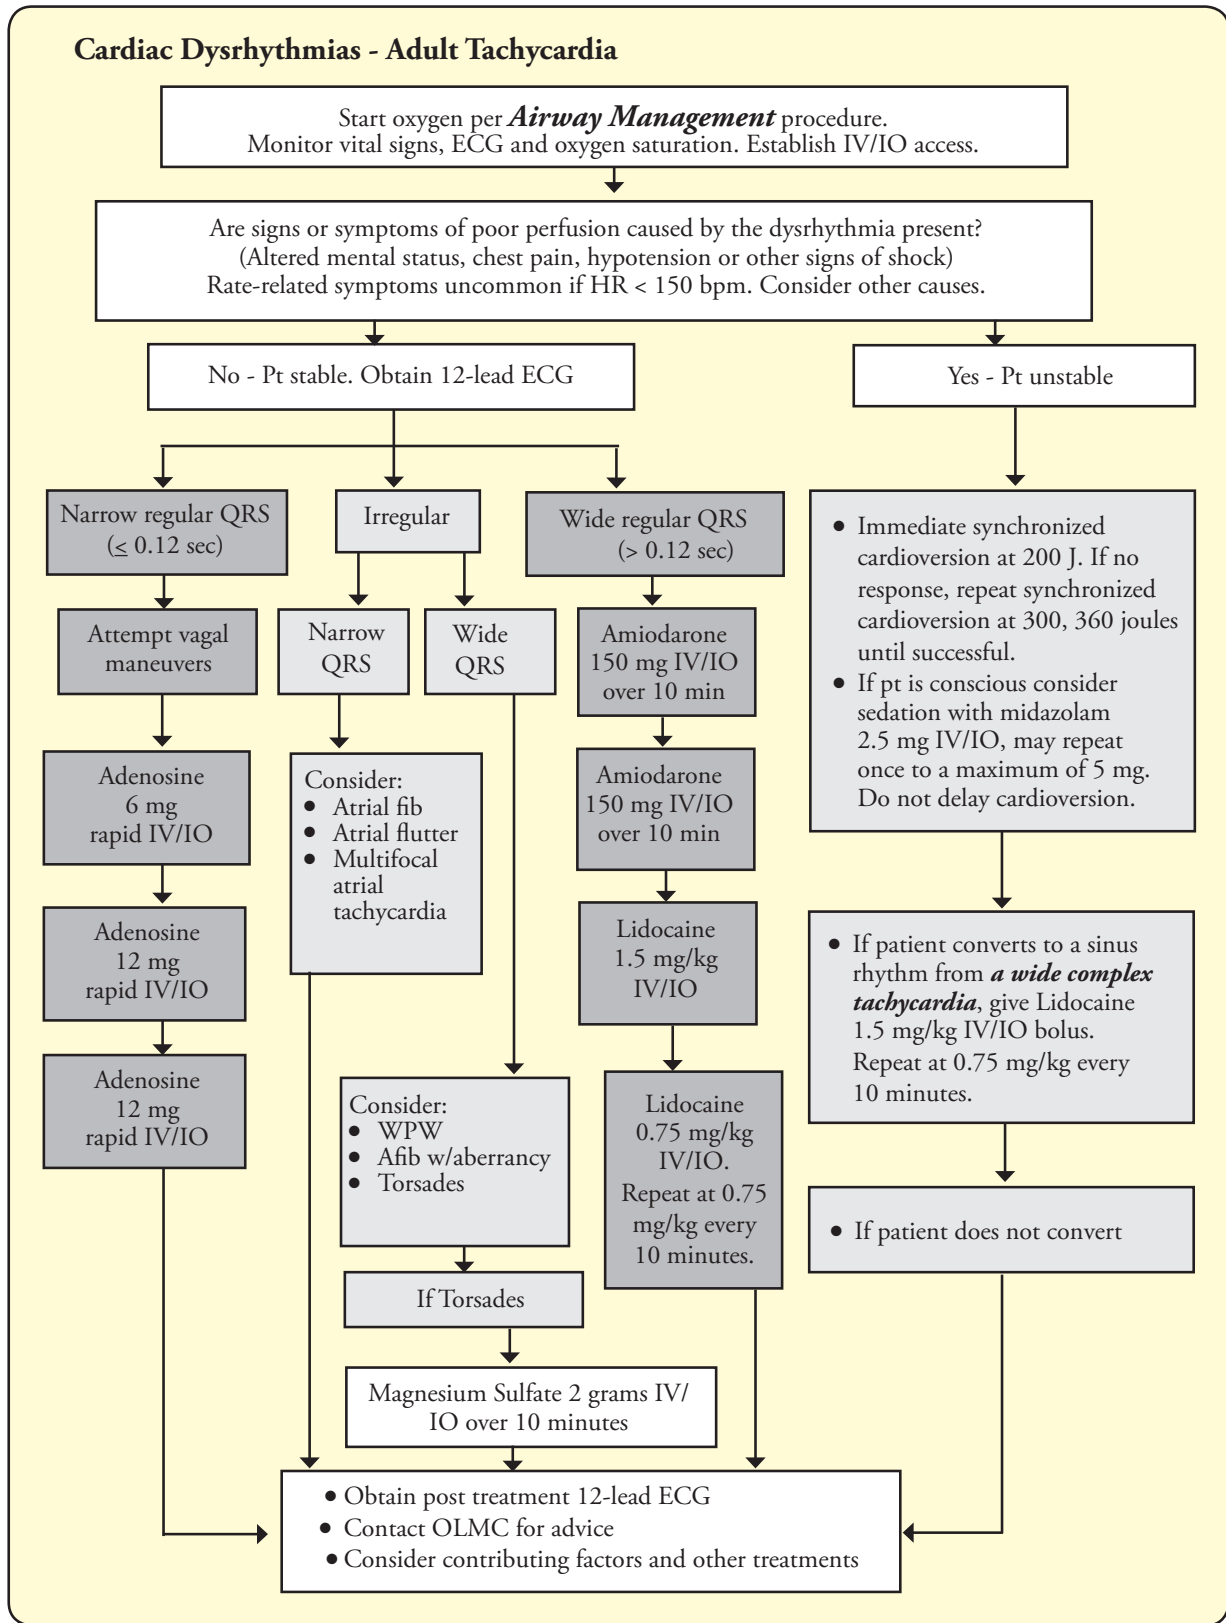 Cardiac Dysrhythmias - Adult Tachycardia
Start oxygen per Airway Management procedure.
Monitor vital signs, ECG and oxygen saturation. Establish IV/IO access.
Are signs or symptoms of poor perfusion caused by the dysrhythmia present?
(Altered mental status, chest pain, hypotension or other signs of shock)
Rate-related symptoms uncommon if HR < 150 bpm. Consider other causes.
No - Pt stable. Obtain 12-lead ECG
Yes - Pt unstable
Narrow regular QRS
(≤ 0.12 sec)
Attempt vagal
maneuvers
Adenosine
6 mg
rapid IV/IO
Adenosine
12 mg
rapid IV/IO
Adenosine
12 mg
rapid IV/IO
Irregular
Narrow
QRS
Consider:
• Atrial fib
• Atrial flutter
• Multifocal
atrial
tachycardia
Wide
QRS
Consider:
• WPW
• Afib w/aberrancy
• Torsades
If Torsades
Magnesium Sulfate 2 grams IV/
IO over 10 minutes
Wide regular QRS
(> 0.12 sec)
Amiodarone
150 mg IV/IO
over 10 min
Amiodarone
150 mg IV/IO
over 10 min
Lidocaine
1.5 mg/kg
IV/IO
Lidocaine
0.75 mg/kg
IV/IO.
Repeat at 0.75
mg/kg every
10 minutes.
• Immediate synchronized
cardioversion at 200 J. If no
response, repeat synchronized
cardioversion at 300, 360 joules
until successful.
• If pt is conscious consider
sedation with midazolam
2.5 mg IV/IO, may repeat
once to a maximum of 5 mg.
Do not delay cardioversion.
• If patient converts to a sinus
rhythm from a wide complex
tachycardia, give Lidocaine
1.5 mg/kg IV/IO bolus.
Repeat at 0.75 mg/kg every
10 minutes.
• If patient does not convert
• Obtain post treatment 12-lead ECG
• Contact OLMC for advice
• Consider contributing factors and other treatments